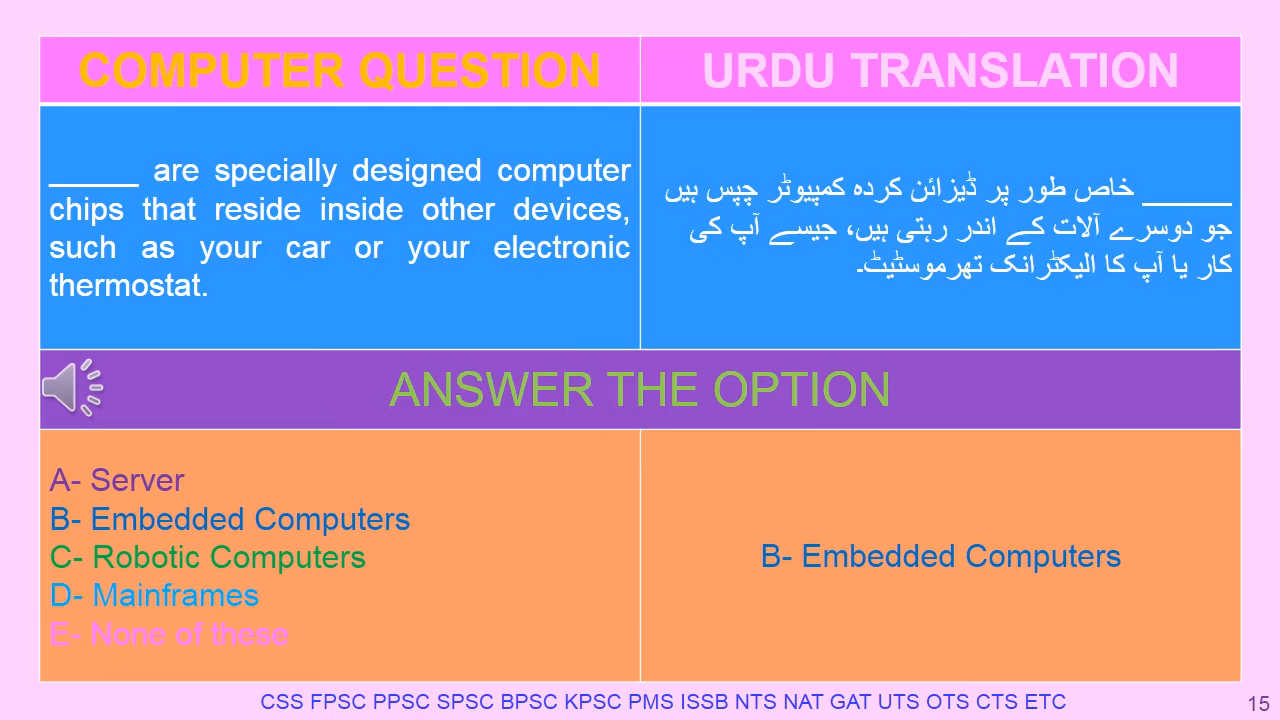 COMPUTER QUESTION
URDU TRANSLATION
_____ are specially designed computer
chips that reside inside other devices,
such as your car or your electronic
thermostat.
_____ خاص طور پر ڈیزائن کردہ کمپیوٹر چپس ہیں
جو دوسرے آلات کے اندر رہتی ہیں، جیسے آپ کی
کار یا آپ کا الیکٹرانک تھرموسٹیٹ۔
ANSWER THE OPTION
A- Server
B- Embedded Computers
C- Robotic Computers
D- Mainframes
E- None of these
B- Embedded Computers
CSS FPSC PPSC SPSC BPSC KPSC PMS ISSB NTS NAT GAT UTS OTS CTS ETC
15